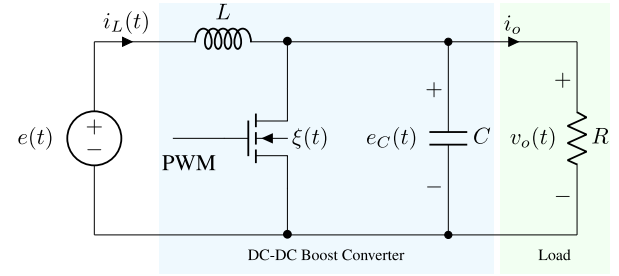 i_L(t)
L
i_o
+
−
e(t)
PWM
ξ(t)
+
e_C(t)
C
−
+
v_o(t)
R
−
DC-DC Boost Converter
Load